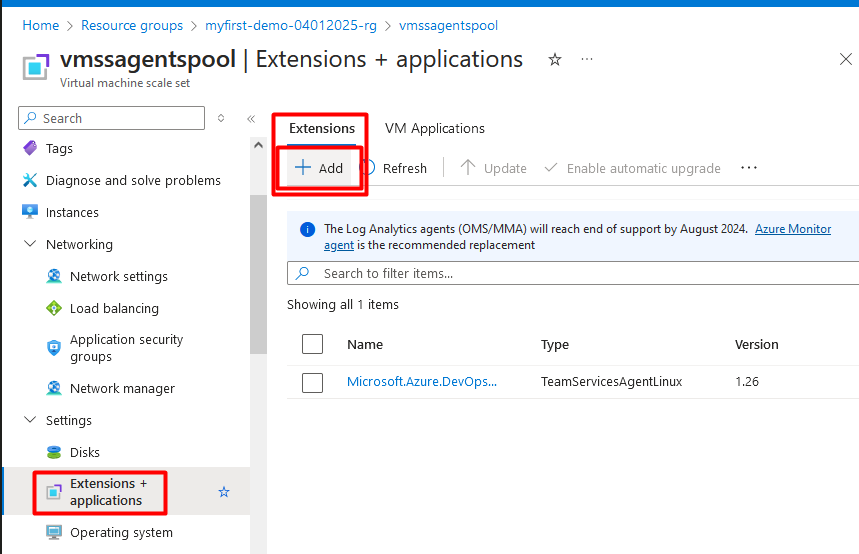 Home > Resource groups > myfirst-demo-04012025-rg > vmssagentspool
vmssagentspool | Extensions + applications
Virtual machine scale set
Search
Tags
Diagnose and solve problems
Instances
Networking
Network settings
Load balancing
Application security
groups
Network manager
Settings
Disks
Extensions +
applications
Operating system
Extensions VM Applications
Add Refresh Update Enable automatic upgrade
The Log Analytics agents (OMS/MMA) will reach end of support by August 2024. Azure Monitor
agent is the recommended replacement
Search to filter items...
Showing all 1 items
Name Type Version
Microsoft.Azure.DevOps... TeamServicesAgentLinux 1.26